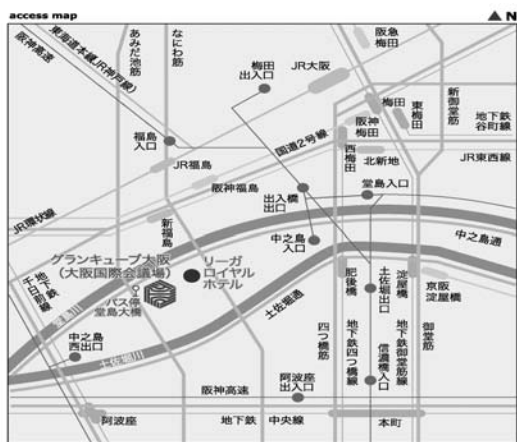 access map
▲N
東海道本線(JR神戸線)
阪神高速
あみだ池筋
なにわ筋
梅田
出入口
JR大阪
阪急
梅田
梅田
東梅田
新御堂筋
地下鉄
谷町線
福島
入口
国道2号線
阪神
梅田
西梅田
北新地
JR東西線
JR福島
阪神福島
出入橋
出口
堂島入口
JR環状線
新福島
中之島
入口
中之島通
グランキューブ大阪
(大阪国際会議場)
リーガ
ロイヤル
ホテル
地下鉄
千日前線
バス停
堂島大橋
堂島川
土佐堀通
肥後橋
土佐堀出口
淀屋橋
京阪
淀屋橋
中之島
西出口
土佐堀川
四つ橋筋
地下鉄四つ橋線
信濃橋入口
地下鉄御堂筋線
御堂筋
阪神高速
阿波座
出入口
阿波座
地下鉄
中央線
本町